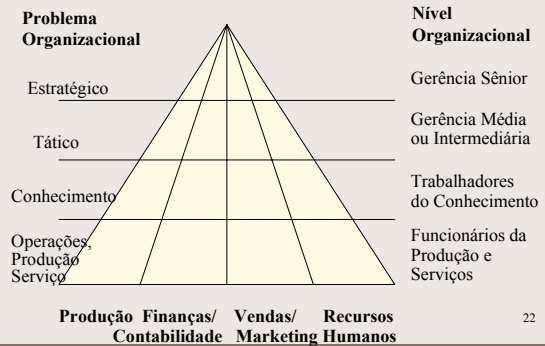 Problema
Organizacional
Nível
Organizacional
Estratégico
Gerência Sênior
Tático
Gerência Média
ou Intermediária
Conhecimento
Trabalhadores
do Conhecimento
Operações,
Produção
Serviço
Funcionários da
Produção e
Serviços
Produção Finanças/ Vendas/ Recursos
Contabilidade Marketing Humanos
22